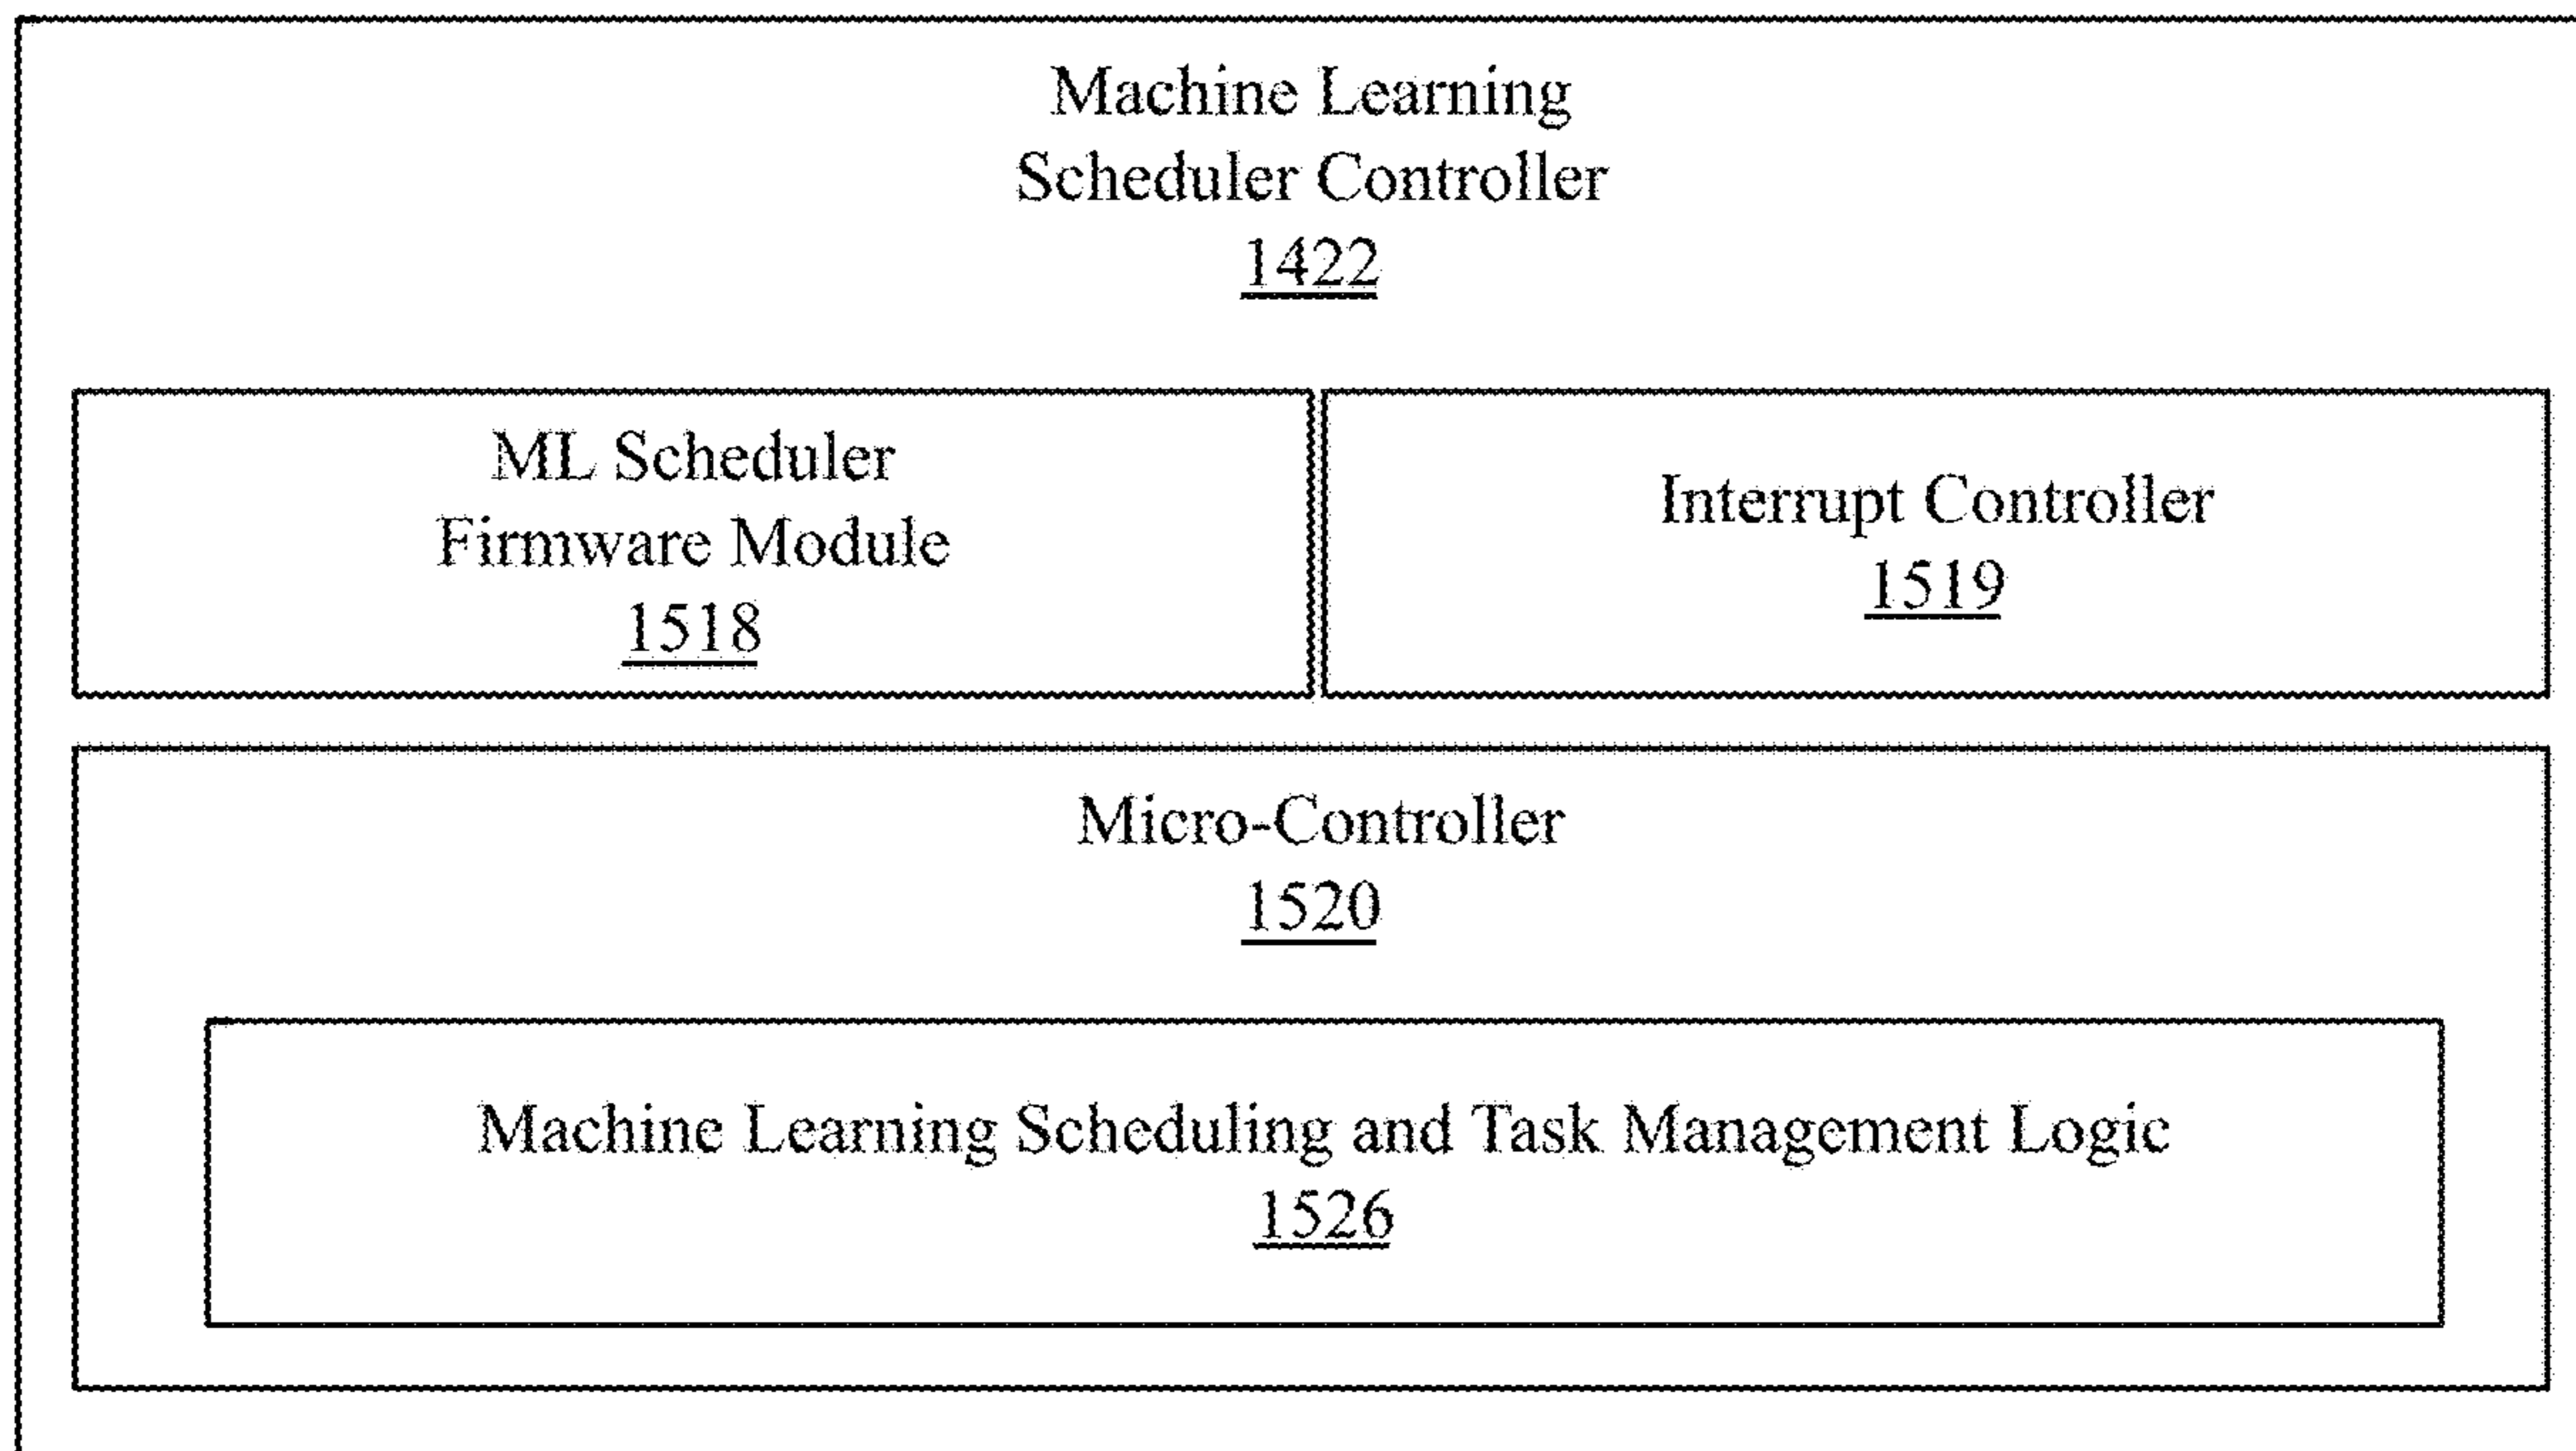 Machine Learning
Scheduler Controller
1422
ML Scheduler
Firmware Module
1518
Interrupt Controller
1519
Micro-Controller
1520
Machine Learning Scheduling and Task Management Logic
1526